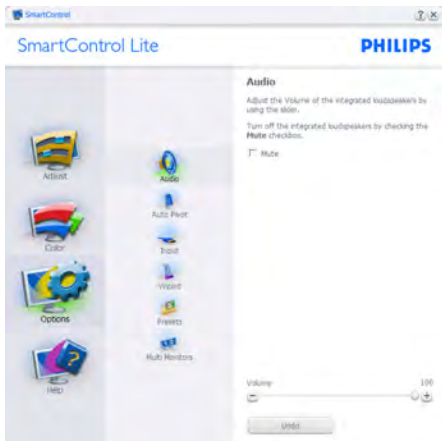 SmartControl
SmartControl Lite
PHILIPS
Adjust
Color
Options
Help
Audio
Auto Pivot
Input
Wizard
Presets
Multi Monitors
Audio
Adjust the Volume of the integrated loudspeakers by
using the slider.
Turn off the integrated loudspeakers by checking the
Mute checkbox.
Mute
Volume
100
Undo